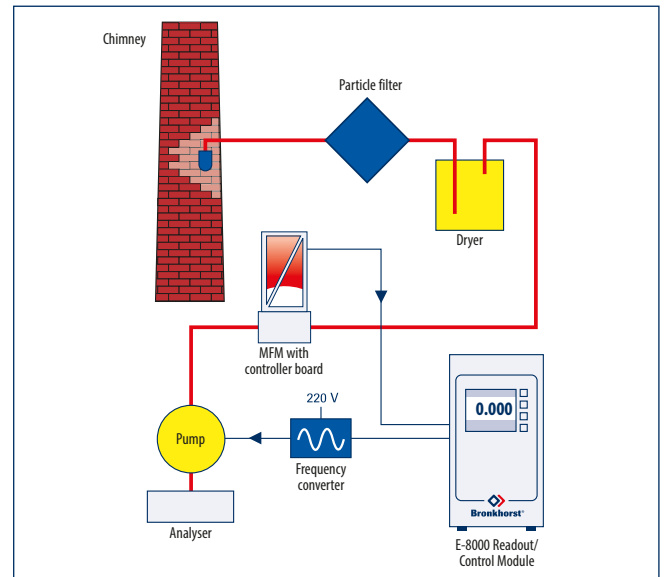 Chimney
Particle filter
Dryer
MFM with
controller board
220 V
0.000
Pump
Frequency
converter
Bronkhorst®
Analyser
E-8000 Readout/
Control Module